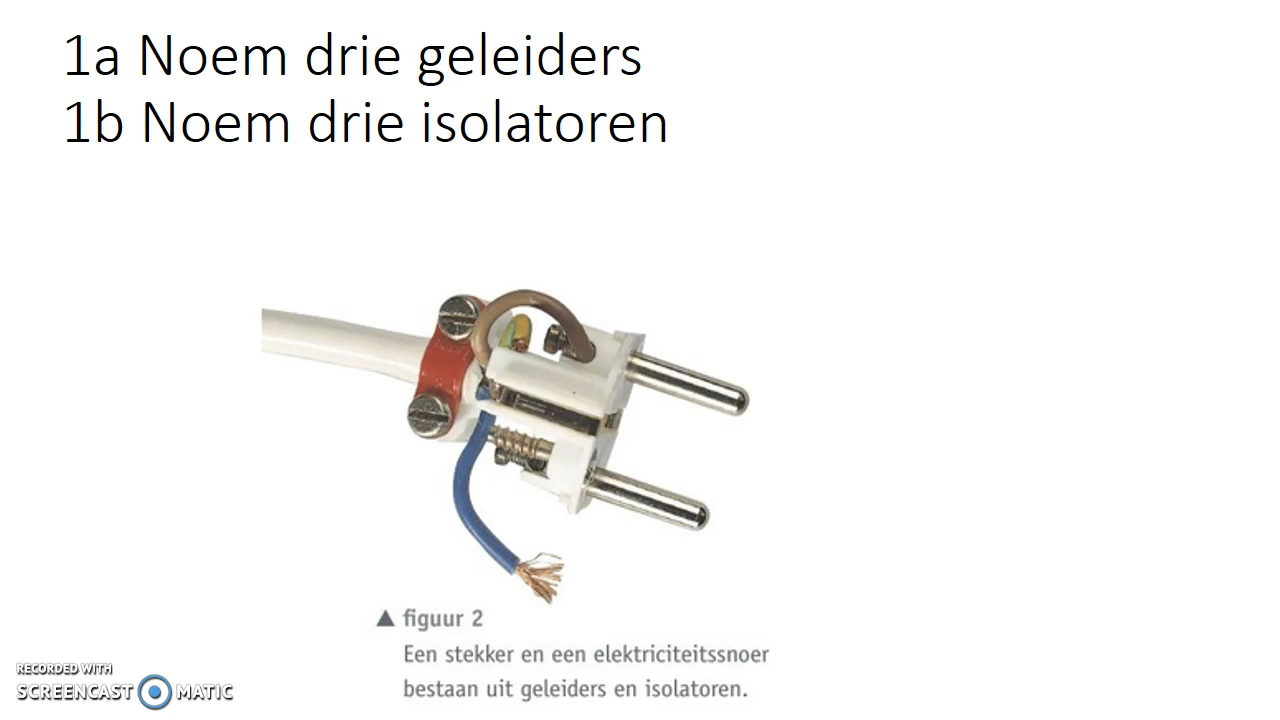 1a Noem drie geleiders
1b Noem drie isolatoren
▲ figuur 2
Een stekker en een elektriciteitssnoer
bestaan uit geleiders en isolatoren.
RECORDED WITH
SCREENCAST MATIC